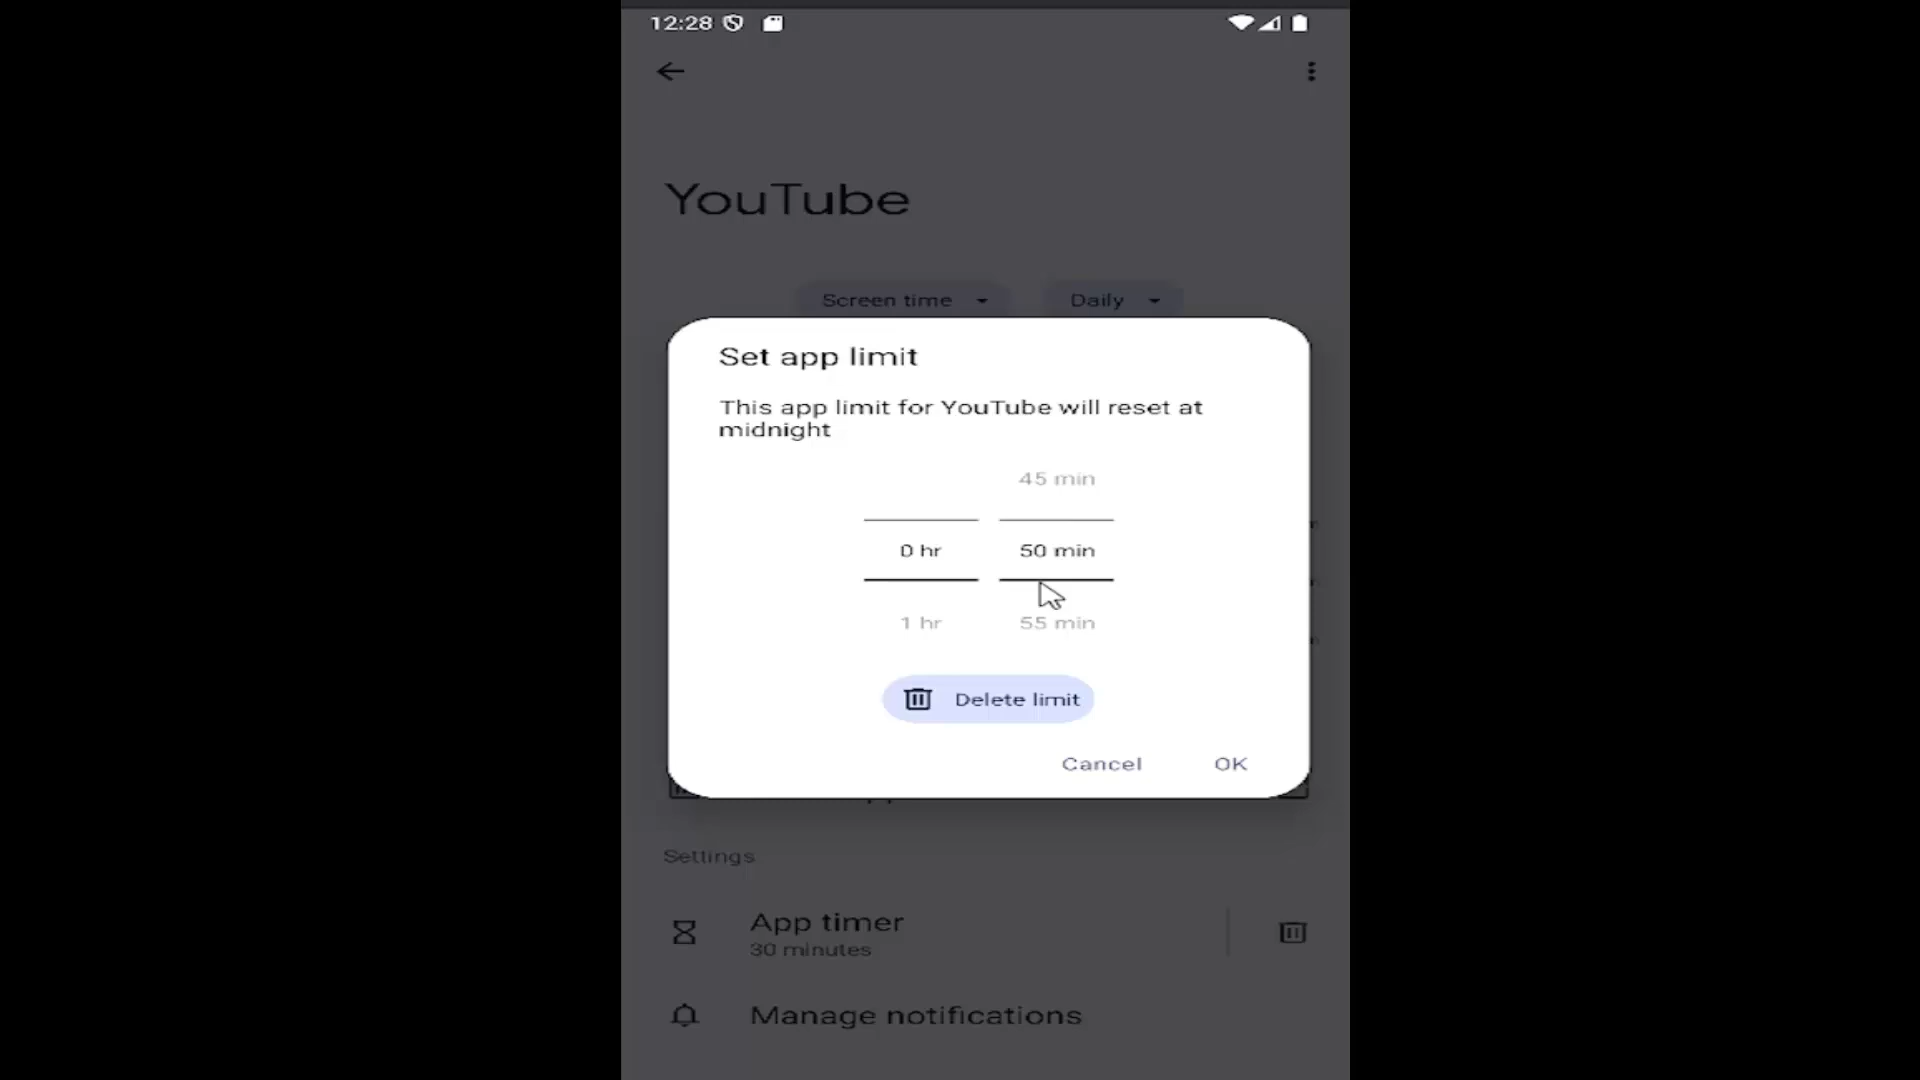 12:28
YouTube
Screen time Daily
Set app limit
This app limit for YouTube will reset at
midnight
45 min
0 hr 50 min
1 hr 55 min
Delete limit
Cancel OK
Settings
App timer
30 minutes
Manage notifications